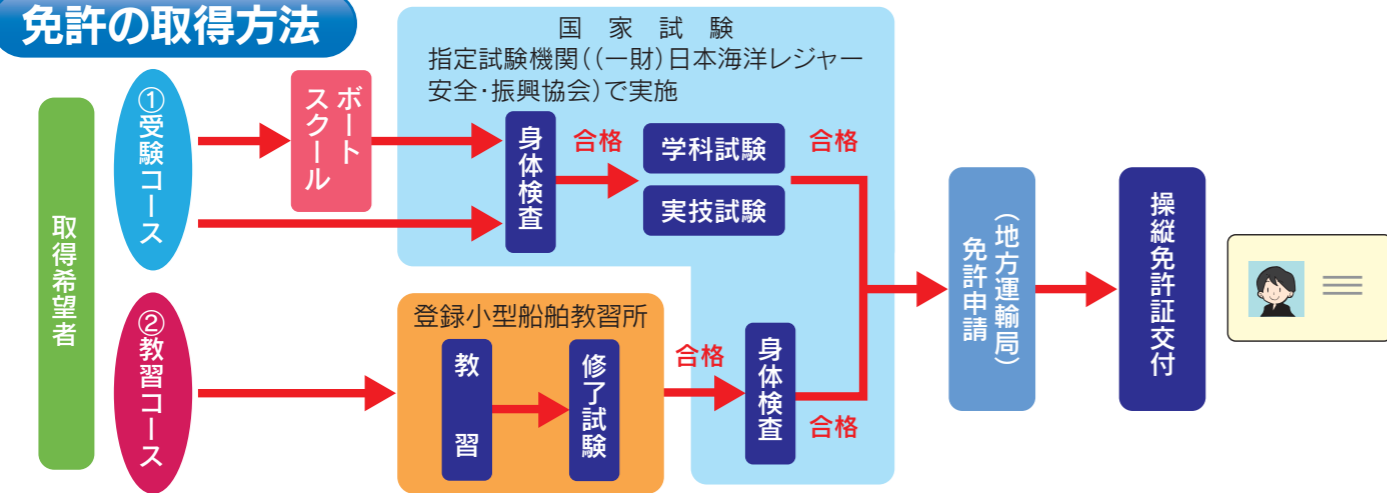 免許の取得方法
国家試験
指定試験機関((一財)日本海洋レジャー
安全・振興協会)で実施
取得希望者
①受験コース
ボート
スクール
身体検査
合格
学科試験
実技試験
合格
②教習コース
登録小型船舶教習所
教習
修了試験
合格
身体検査
合格
(地方運輸局)
免許申請
操縦免許証交付